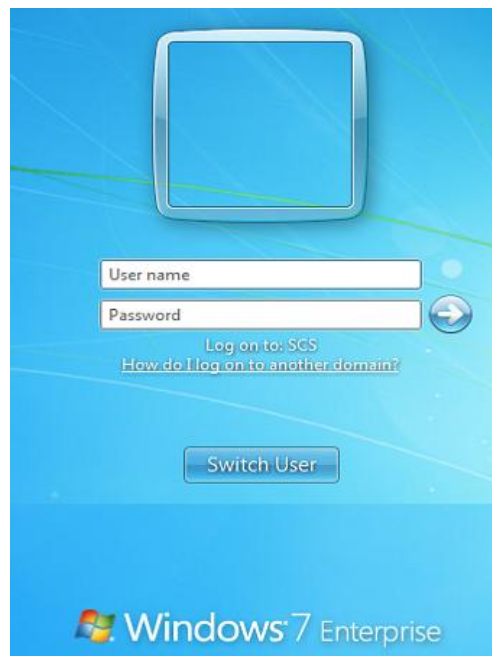 User name
Password
Log on to: SCS
How do I log on to another domain?
Switch User
Windows 7 Enterprise